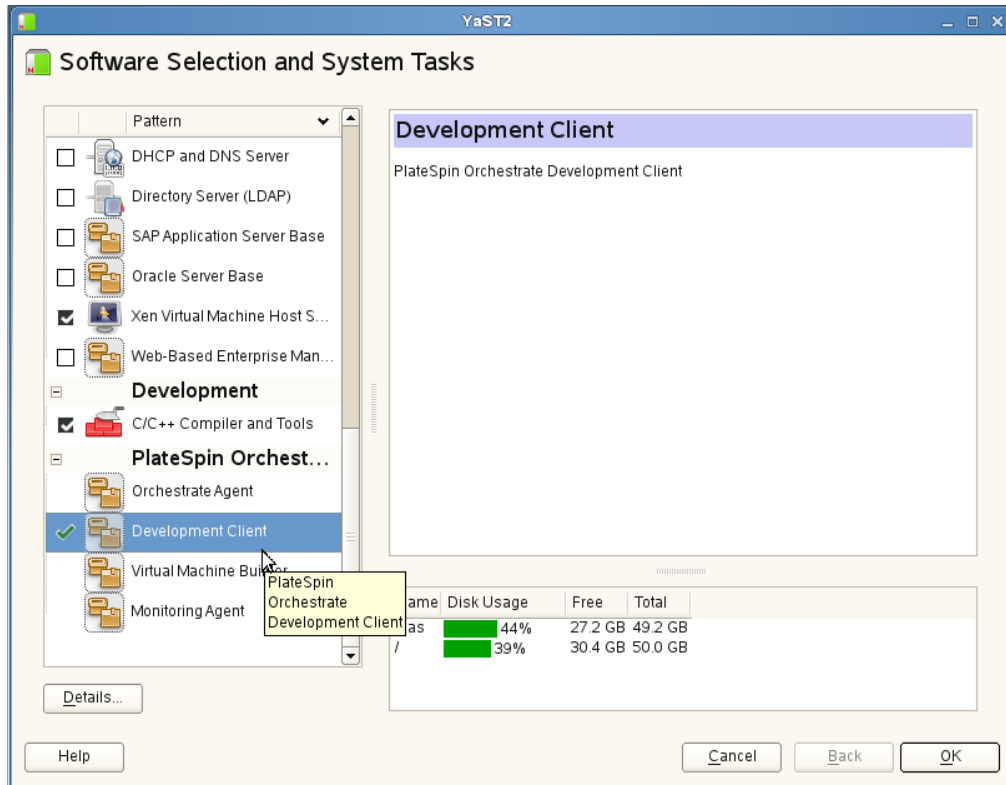 YaST2
Software Selection and System Tasks
Pattern
DHCP and DNS Server
Directory Server (LDAP)
SAP Application Server Base
Oracle Server Base
Xen Virtual Machine Host S...
Web-Based Enterprise Man...
Development
C/C++ Compiler and Tools
PlateSpin Orchest...
Orchestrate Agent
Development Client
Virtual Machine
Monitoring Agent
PlateSpin
Orchestrate
Development Client
Details...
Development Client
PlateSpin Orchestrate Development Client
Disk Usage Free Total
44% 27.2 GB 49.2 GB
/ 39% 30.4 GB 50.0 GB
Help
Cancel
Back
OK